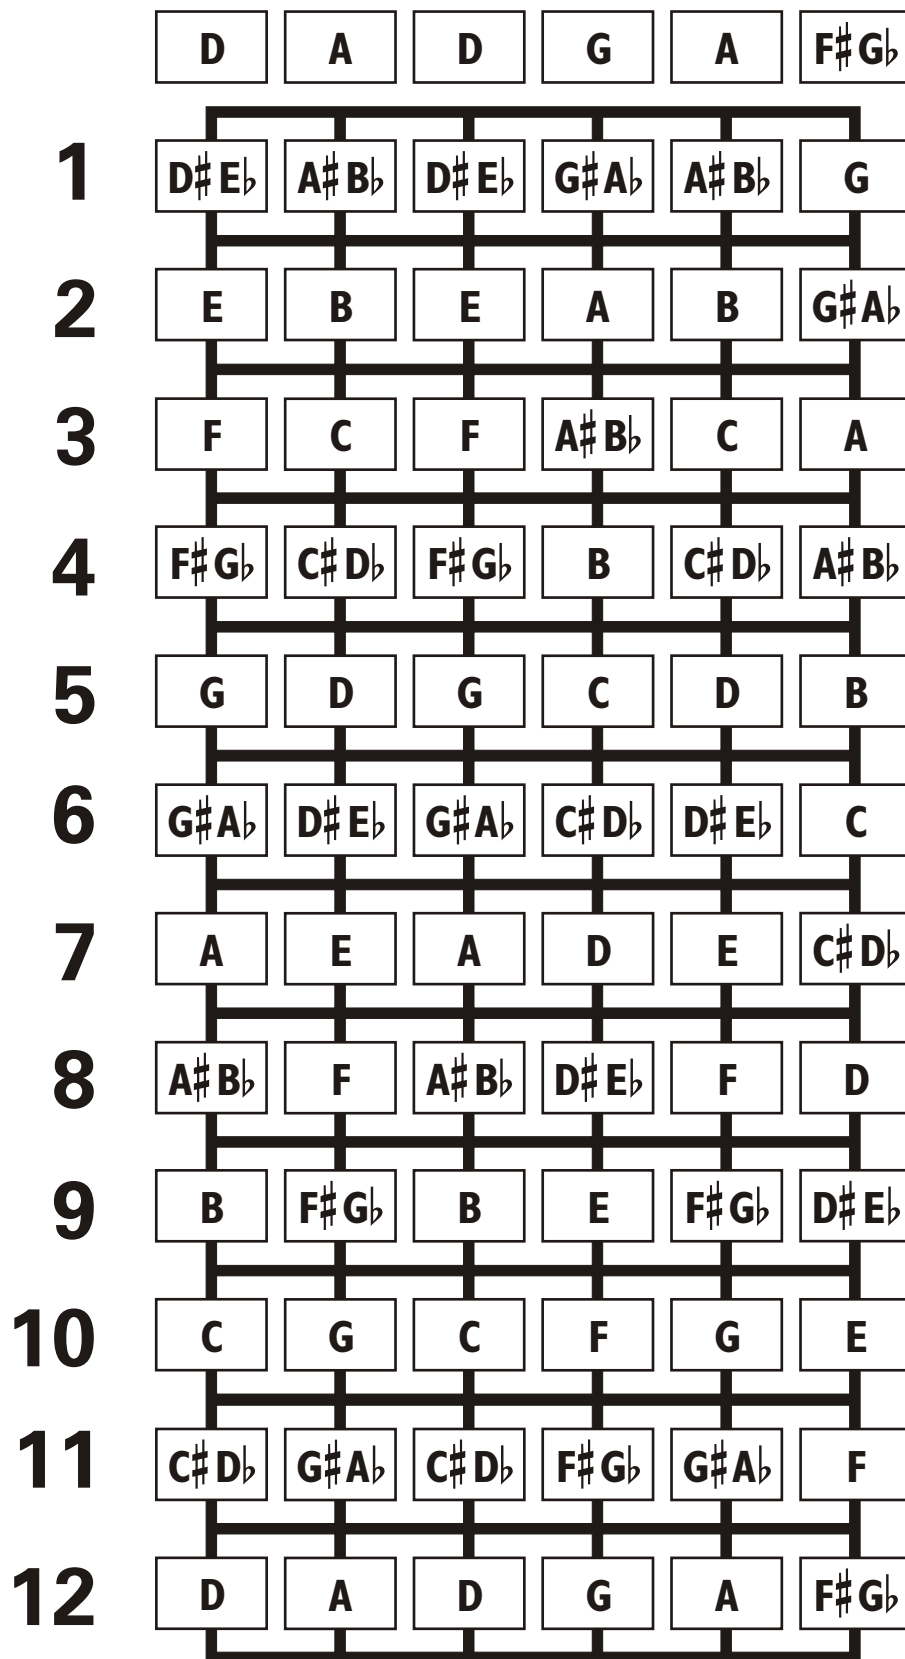 D A D G A F♯G♭
1 D♯E♭ A♯B♭ D♯E♭ G♯A♭ A♯B♭ G
2 E B E A B G♯A♭
3 F C F A♯B♭ C A
4 F♯G♭ C♯D♭ F♯G♭ B C♯D♭ A♯B♭
5 G D G C D B
6 G♯A♭ D♯E♭ G♯A♭ C♯D♭ D♯E♭ C
7 A E A D E C♯D♭
8 A♯B♭ F A♯B♭ D♯E♭ F D
9 B F♯G♭ B E F♯G♭ D♯E♭
10 C G C F G E
11 C♯D♭ G♯A♭ C♯D♭ F♯G♭ G♯A♭ F
12 D A D G A F♯G♭